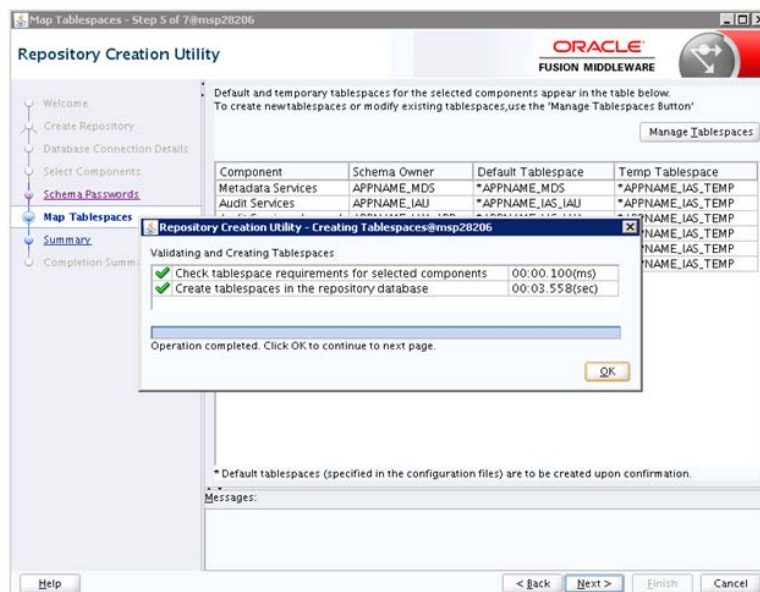 Map Tablespaces - Step 5 of 7@msp28206
Repository Creation Utility
ORACLE
FUSION MIDDLEWARE
Welcome
Create Repository
Database Connection Details
Select Components
Schema Passwords
Map Tablespaces
Summary
Completion Summ
Default and temporary tablespaces for the selected components appear in the table below.
To create newtablespaces or modify existing tablespaces,use the 'Manage Tablespaces Button'
Manage Tablespaces
Component Schema Owner Default Tablespace Temp Tablespace
Metadata Services APPNAME_MDS *APPNAME_MDS *APPNAME_IAS_TEMP
Audit Services APPNAME_IAU *APPNAME_IAS_IAU *APPNAME_IAS_TEMP
*APPNAME_IAS_TEMP
NAME_IAS_TEMP
NAME_IAS_TEMP
NAME_IAS_TEMP
Repository Creation Utility - Creating Tablespaces@msp28206
Validating and Creating Tablespaces
Check tablespace requirements for selected components 00:00.100(ms)
Create tablespaces in the repository database 00:03.558(sec)
Operation completed. Click OK to continue to next page.
OK
* Default tablespaces (specified in the configuration files) are to be created upon confirmation.
Messages:
Help
< Back
Next >
Finish
Cancel